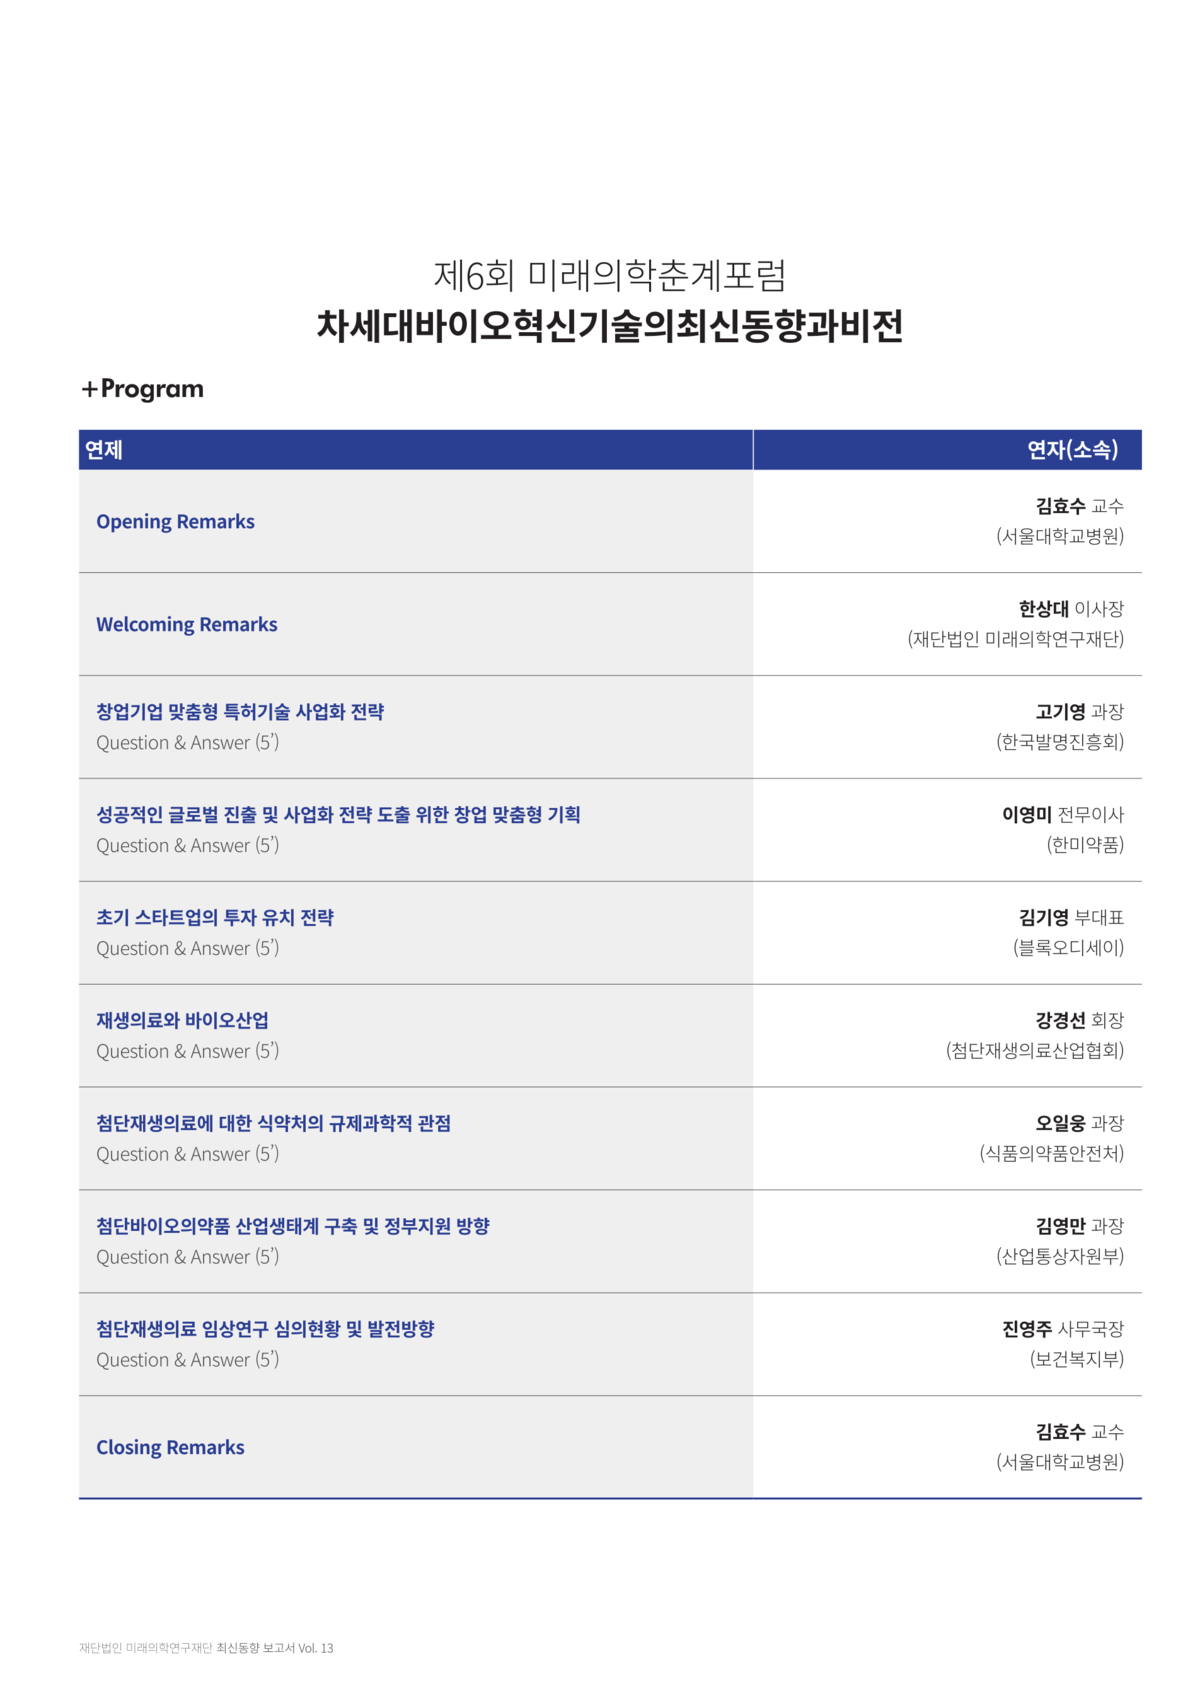 제6회 미래의학춘계포럼
차세대바이오혁신기술의최신동향과비전
+Program
연제
연자(소속)
Opening Remarks
김효수 교수
(서울대학교병원)
Welcoming Remarks
한상대 이사장
(재단법인 미래의학연구재단)
창업기업 맞춤형 특허기술 사업화 전략
Question & Answer (5’)
고기영 과장
(한국발명진흥회)
성공적인 글로벌 진출 및 사업화 전략 도출 위한 창업 맞춤형 기획
Question & Answer (5’)
이영미 전무이사
(한미약품)
초기 스타트업의 투자 유치 전략
Question & Answer (5’)
김기영 부대표
(블록오디세이)
재생의료와 바이오산업
Question & Answer (5’)
강경선 회장
(첨단재생의료산업협회)
첨단재생의료에 대한 식약처의 규제과학적 관점
Question & Answer (5’)
오일웅 과장
(식품의약품안전처)
첨단바이오의약품 산업생태계 구축 및 정부지원 방향
Question & Answer (5’)
김영만 과장
(산업통상자원부)
첨단재생의료 임상연구 심의현황 및 발전방향
Question & Answer (5’)
진영주 사무국장
(보건복지부)
Closing Remarks
김효수 교수
(서울대학교병원)
재단법인 미래의학연구재단 최신동향 보고서 Vol. 13